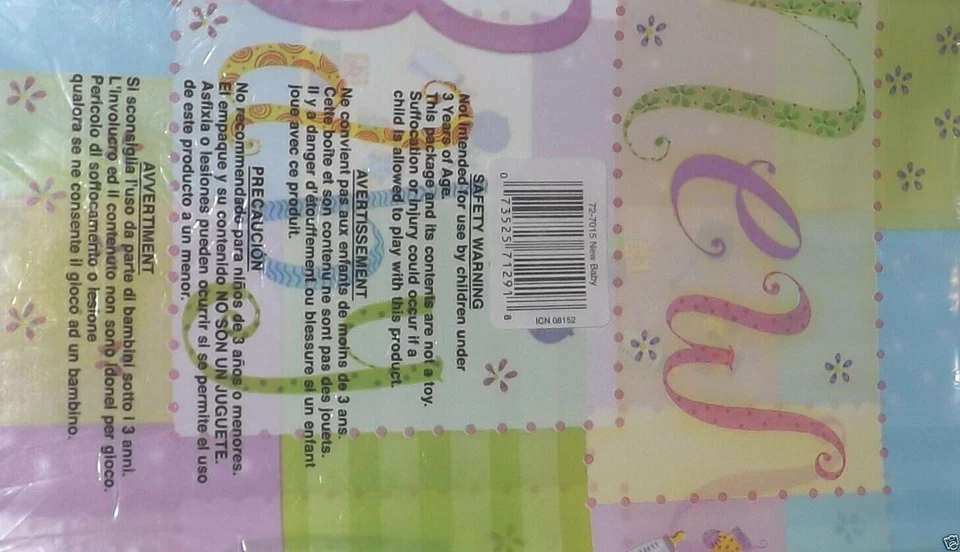 new
Baby
72-7015 New Baby
0 73525 71291 8
ICN 08152
SAFETY WARNING
Not intended for use by children under
3 Years of Age.
This package and its contents are not a toy.
Suffocation or injury could occur if a
child is allowed to play with this product.
AVERTISSEMENT
Ne convient pas aux enfants de moins de 3 ans.
Cette boîte et son contenu ne sont pas des jouets.
Il y a danger d'étouffement ou blessure si un enfant
joue avec ce produit.
PRECAUCIÓN
No recomendado para niños de 3 años o menores.
El empaque y su contenido NO SON UN JUGUETE.
Asfixia o lesiones pueden ocurrir si se permite el uso
de este producto a un menor.
AVVERTIMENT
Si sconsiglia l'uso da parte di bambini sotto i 3 anni.
L'involucro ed il contenuto non sono idonei per gioco.
Pericolo di soffocamento o lesione
qualora se ne consente il gioco ad un bambino.